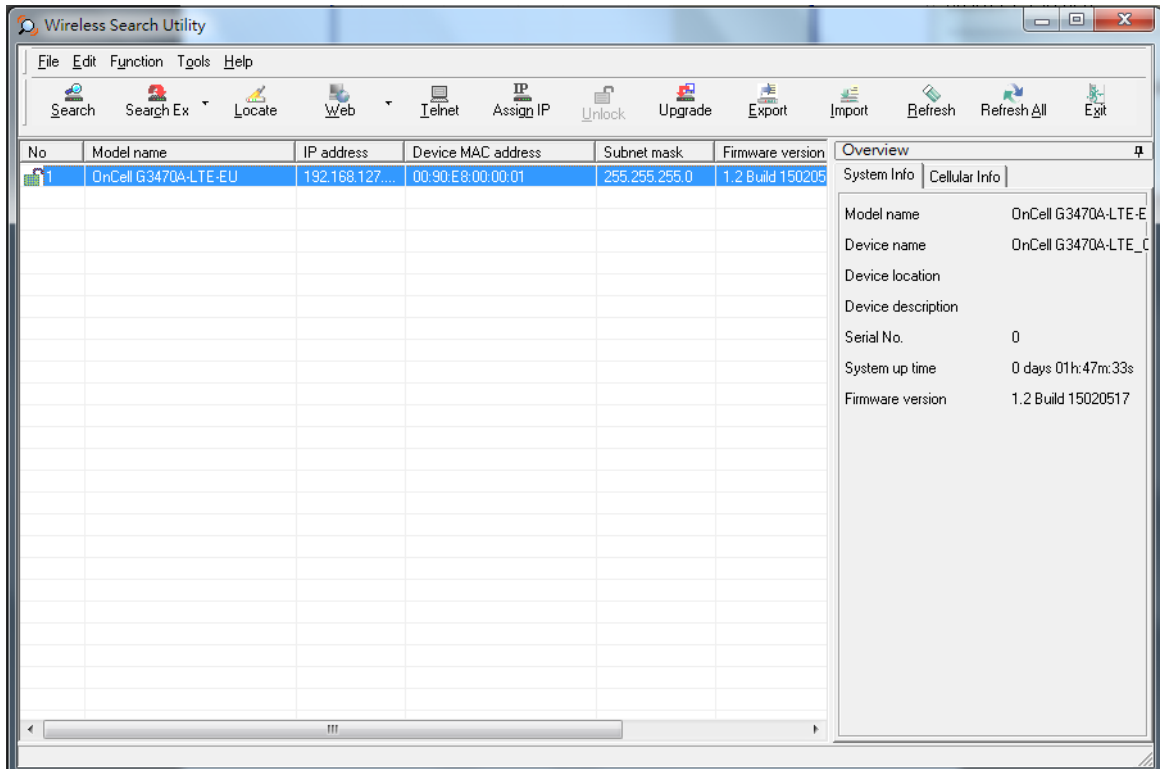 Wireless Search Utility
File Edit Function Tools Help
Search Search Ex Locate Web Telnet Assign IP Unlock Upgrade Export Import Refresh Refresh All Exit
No Model name IP address Device MAC address Subnet mask Firmware version
1 OnCell G3470A-LTE-EU 192.168.127.... 00:90:E8:00:00:01 255.255.255.0 1.2 Build 150205
Overview
System Info Cellular Info
Model name OnCell G3470A-LTE-E
Device name OnCell G3470A-LTE_
Device location
Device description
Serial No. 0
System up time 0 days 01h:47m:33s
Firmware version 1.2 Build 15020517